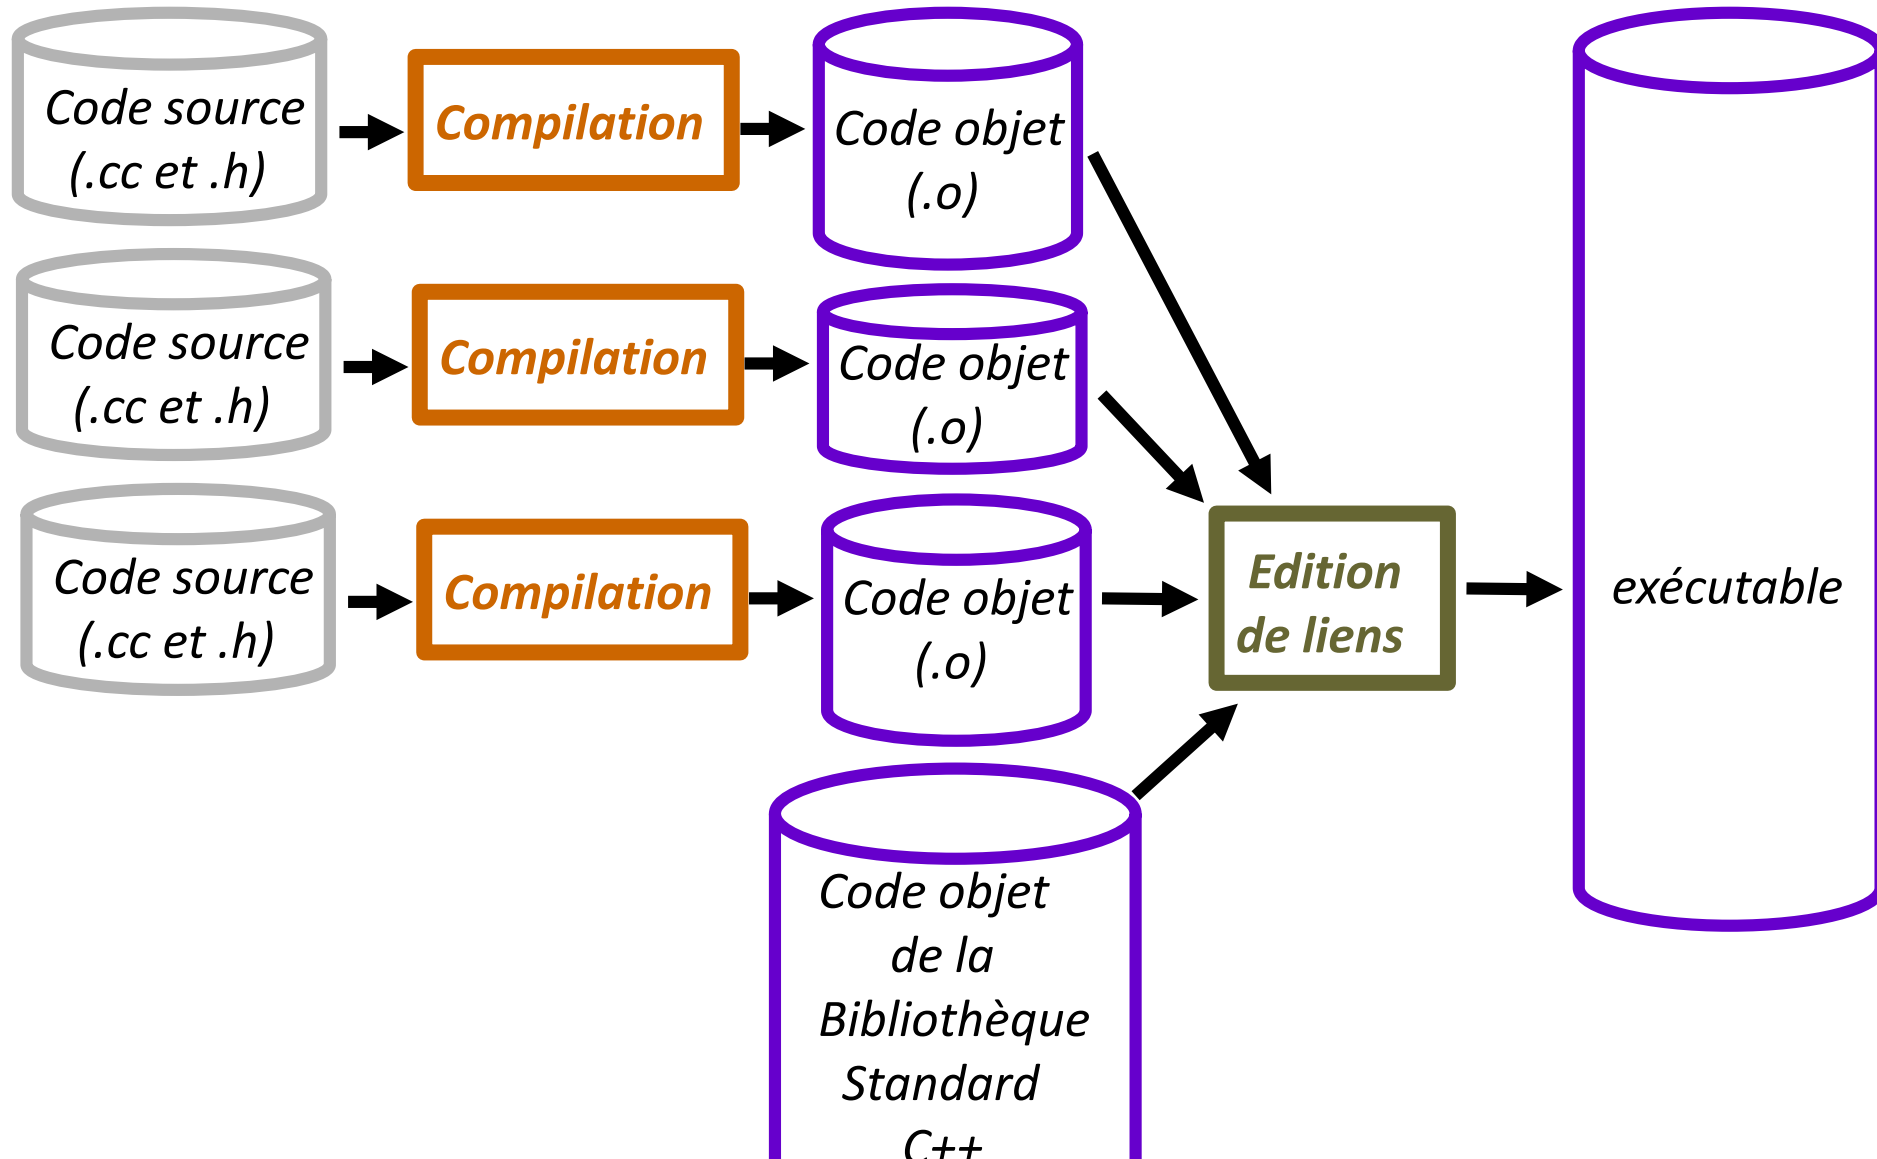 Code source
(.cc et .h)
Compilation
Code objet
(.o)
Code source
(.cc et .h)
Compilation
Code objet
(.o)
Code source
(.cc et .h)
Compilation
Code objet
(.o)
Edition
de liens
exécutable
Code objet
de la
Bibliothèque
Standard
C++